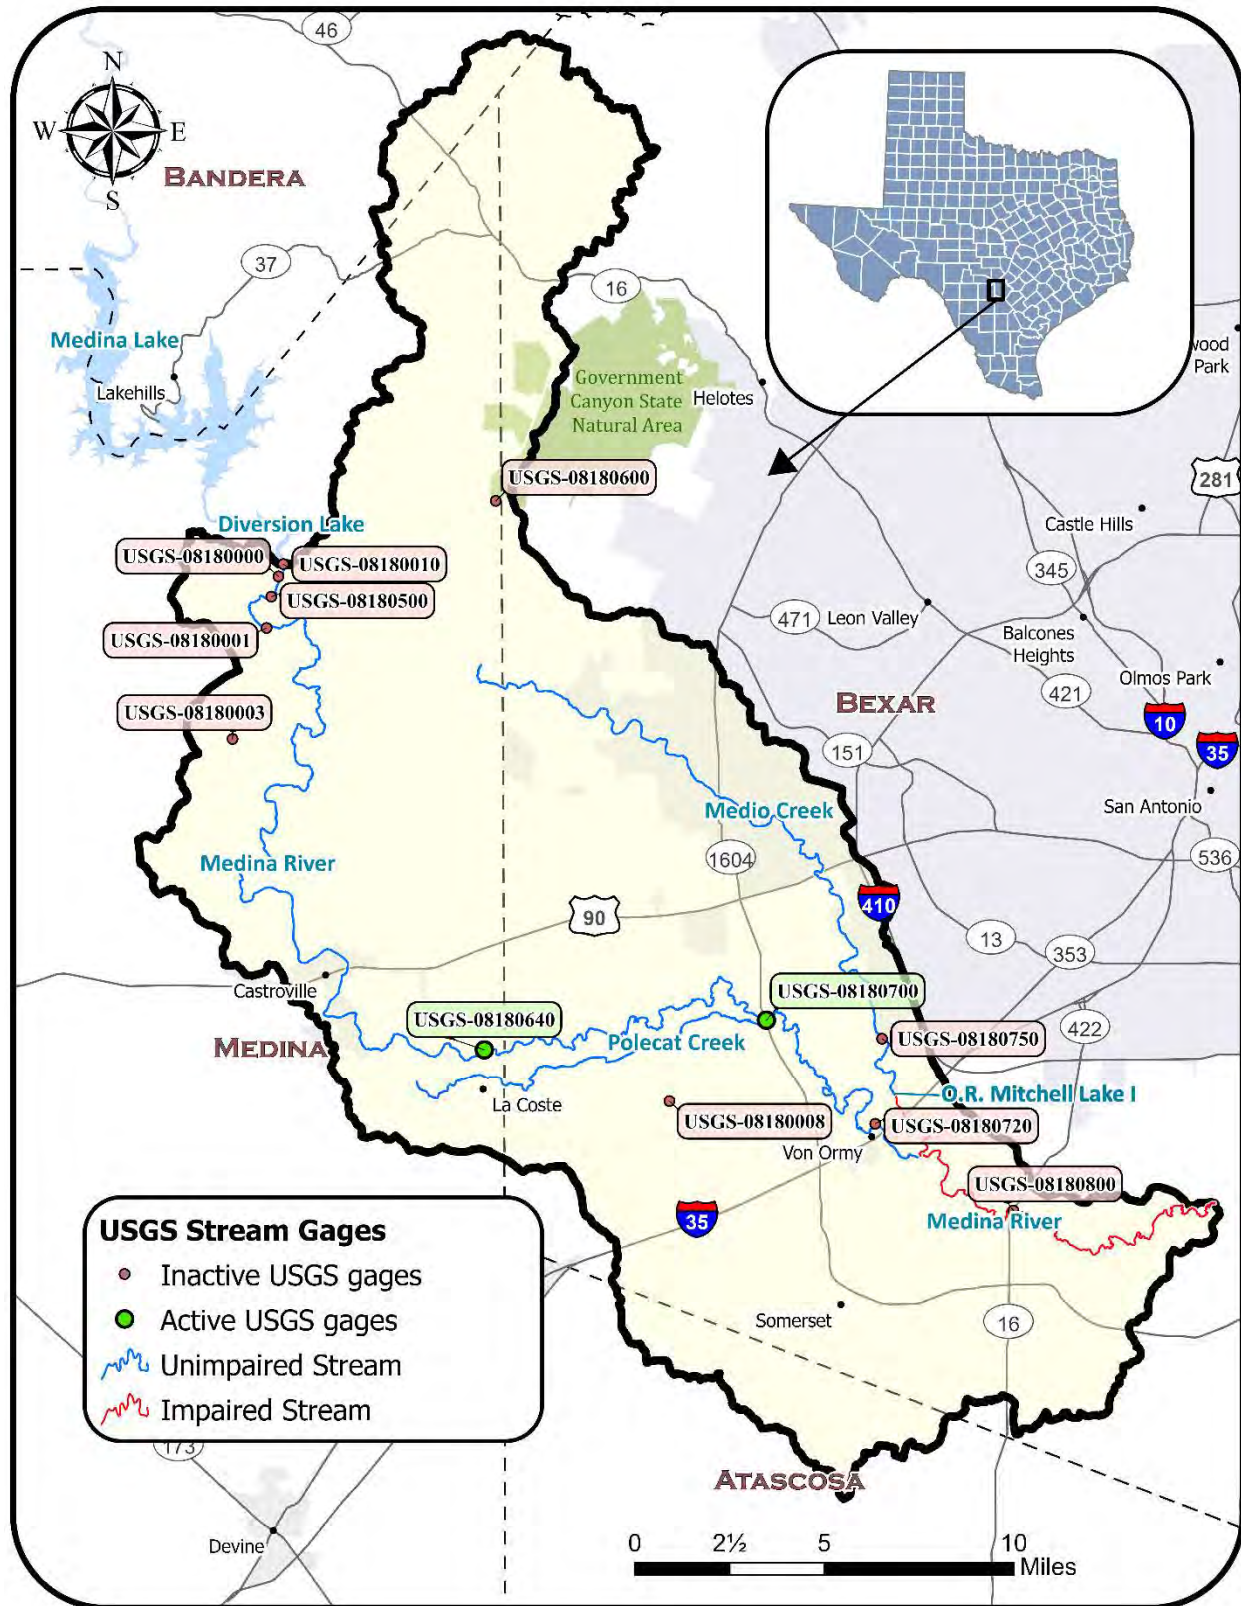 46
N
W
E
S
BANDERA
37
16
Medina Lake
Lakehills
Government
Canyon State
Natural Area
Helotes
wood
Park
281
USGS-08180600
Castle Hills
Diversion Lake
USGS-08180000
USGS-08180010
345
USGS-08180500
471
Leon Valley
USGS-08180001
Balcones
Heights
Olmos Park
421
BEXAR
USGS-08180003
10
35
151
San Antonio
Medio Creek
1604
536
Medina River
410
90
13
353
Castroville
USGS-08180700
USGS-08180640
422
MEDINA
Polecat Creek
USGS-08180750
La Coste
O.R. Mitchell Lake I
USGS-08180008
USGS-08180720
Von Ormy
USGS-08180800
35
Medina River
USGS Stream Gages
Inactive USGS gages
Active USGS gages
Unimpaired Stream
Impaired Stream
Somerset
16
173
ATASCOSA
Devine
0
2½
5
10
Miles